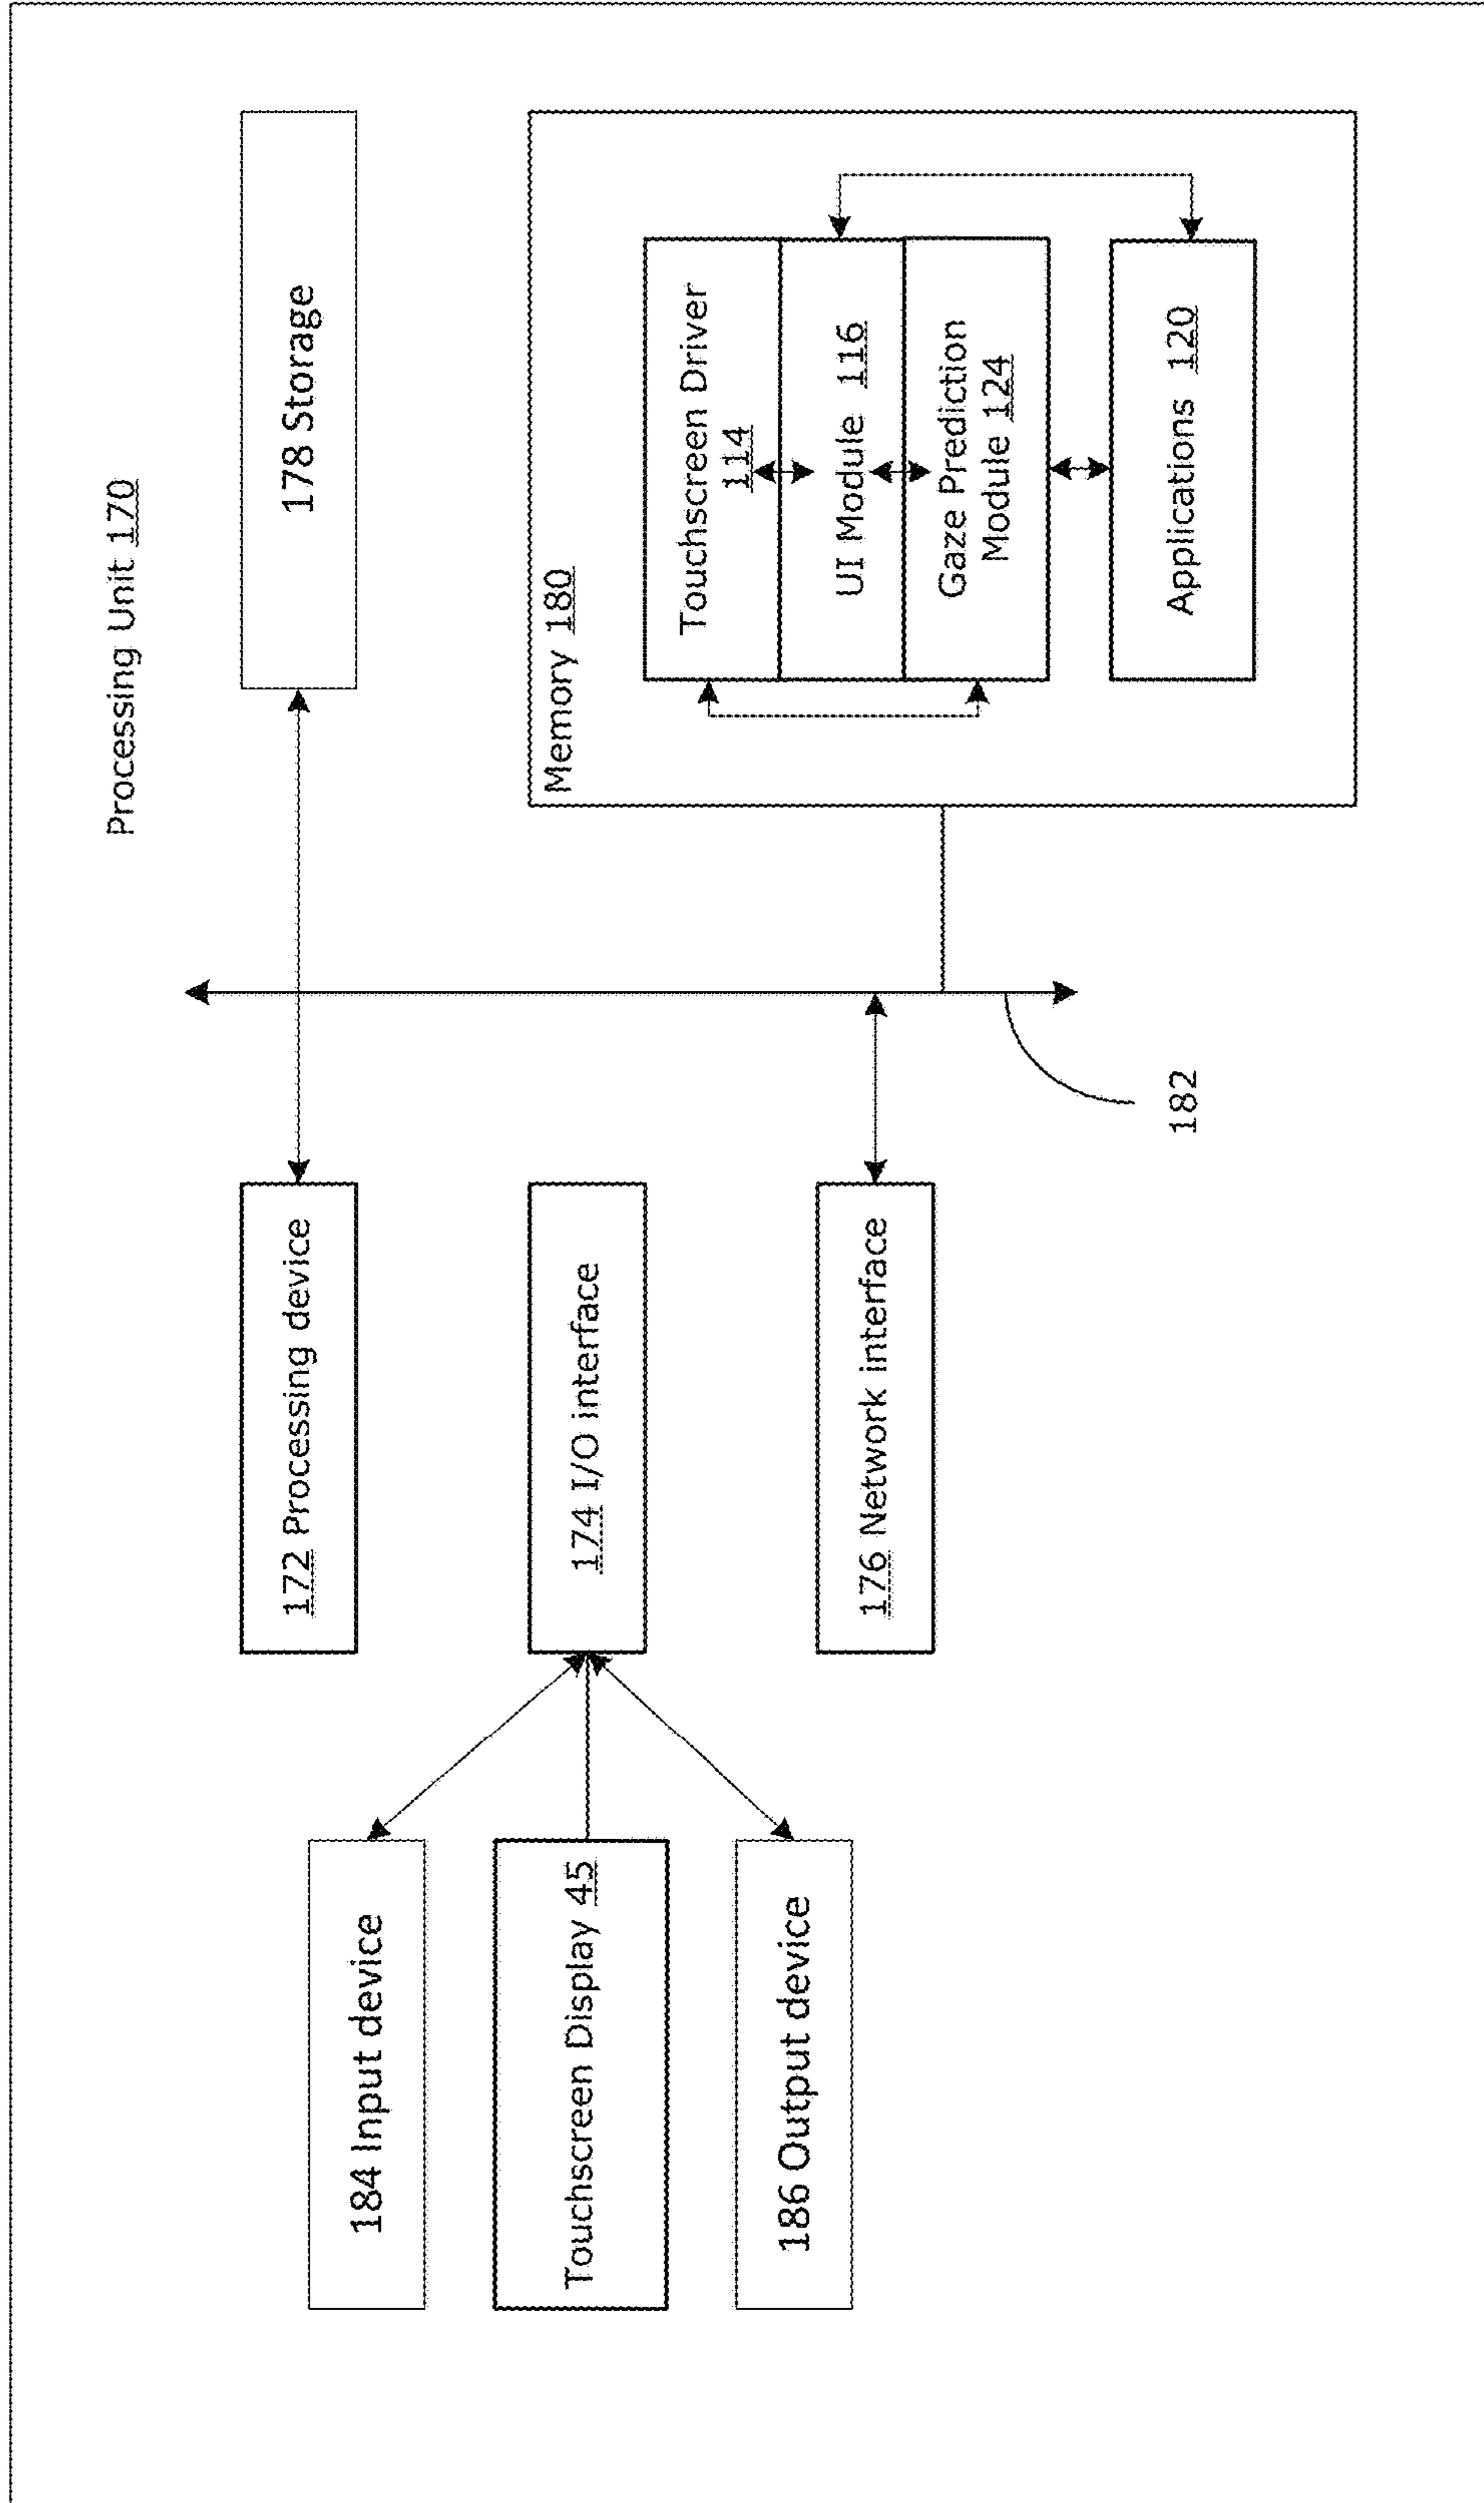 Processing Unit 170
184 Input device
Touchscreen Display 45
186 Output device
172 Processing device
174 I/O interface
176 Network interface
182
178 Storage
Memory 180
Touchscreen Driver
114
UI Module 116
Gaze Prediction
Module 124
Applications 120